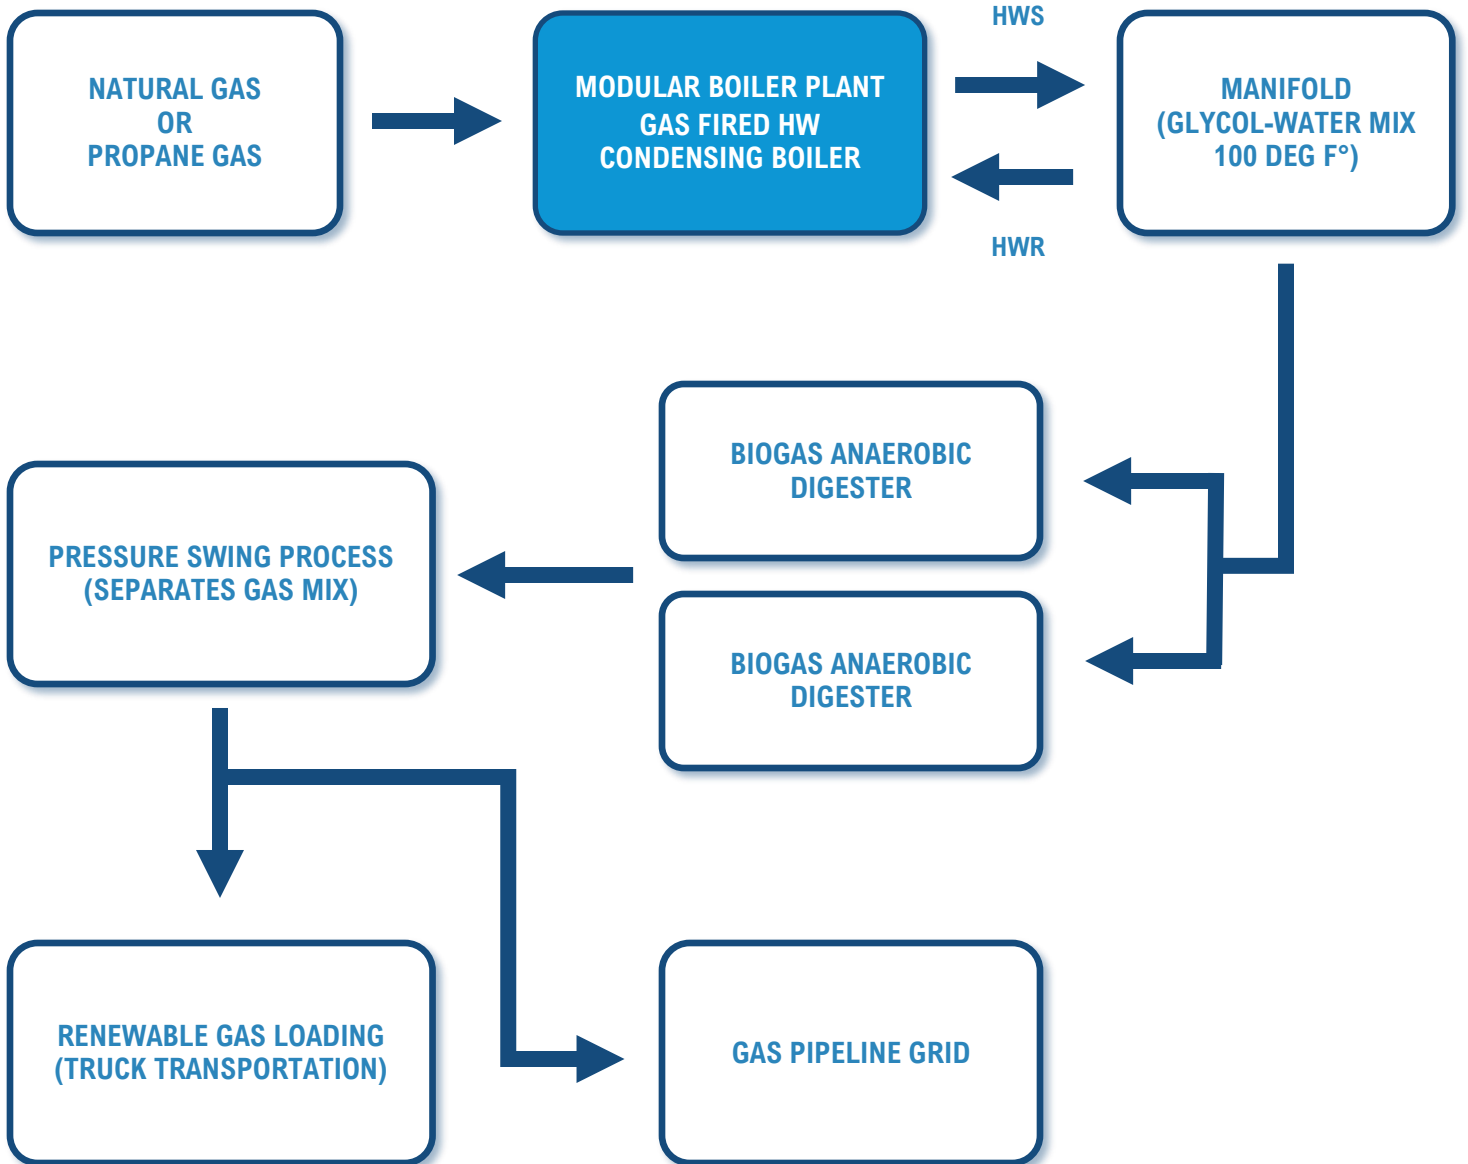 NATURAL GAS
OR
PROPANE GAS
MODULAR BOILER PLANT
GAS FIRED HW
CONDENSING BOILER
HWS
HWR
MANIFOLD
(GLYCOL-WATER MIX
100 DEG F°)
BIOGAS ANAEROBIC
DIGESTER
BIOGAS ANAEROBIC
DIGESTER
PRESSURE SWING PROCESS
(SEPARATES GAS MIX)
RENEWABLE GAS LOADING
(TRUCK TRANSPORTATION)
GAS PIPELINE GRID